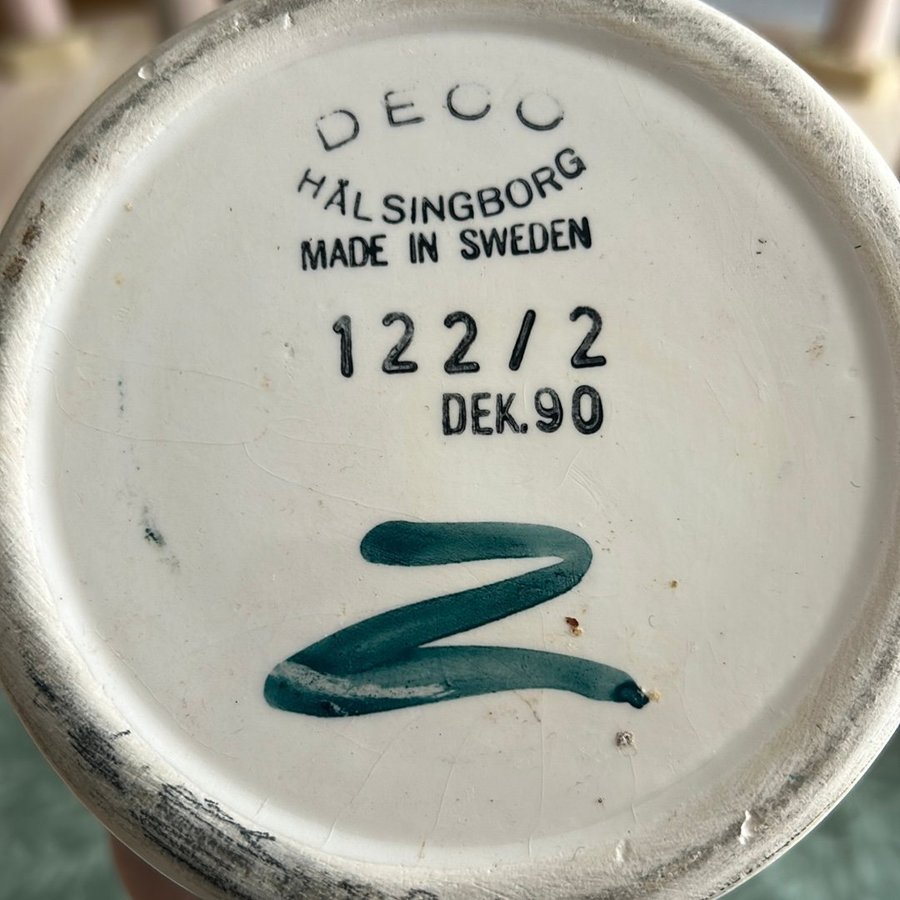 DECO
HÄLSINGBORG
MADE IN SWEDEN
122/2
DEK.90
Z